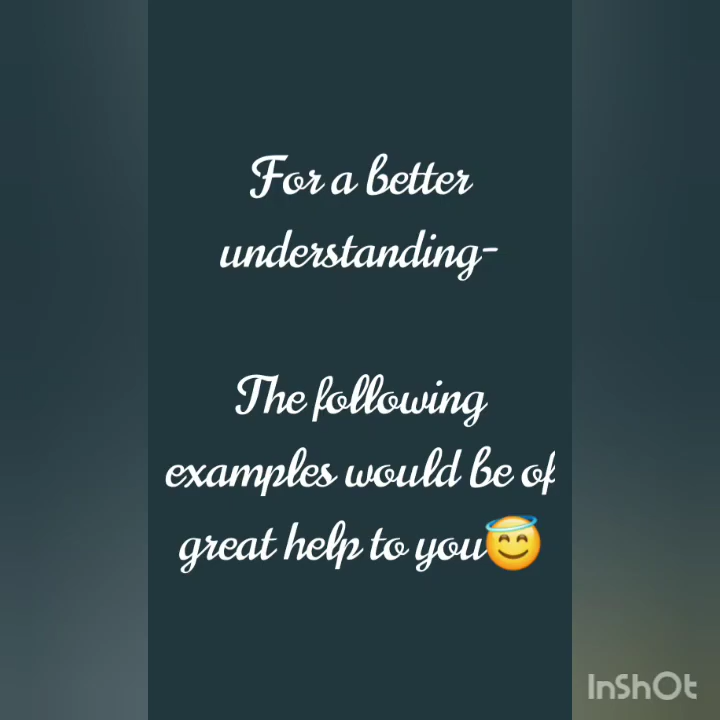 For a better
understanding-
The following
examples would be of
great help to you😇
InShOt